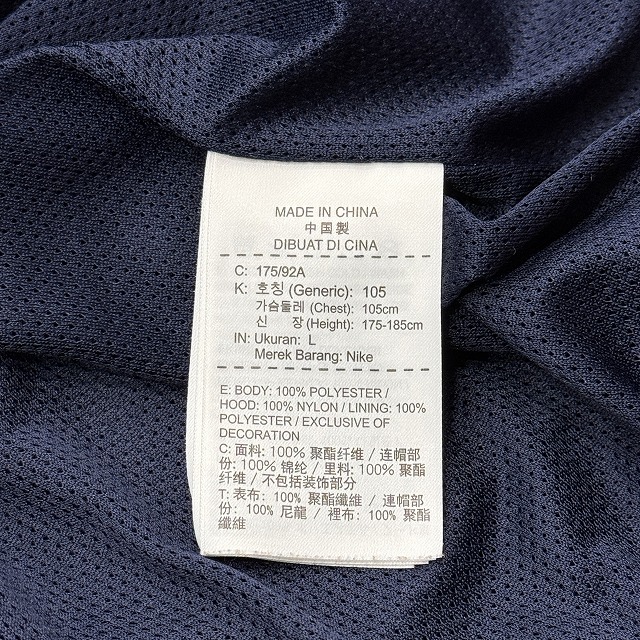 MADE IN CHINA
中国製
DIBUAT DI CINA
C: 175/92A
K: 호칭 (Generic): 105
가슴둘레 (Chest): 105cm
신 장 (Height): 175-185cm
IN: Ukuran: L
Merek Barang: Nike
E: BODY: 100% POLYESTER /
HOOD: 100% NYLON / LINING: 100%
POLYESTER / EXCLUSIVE OF
DECORATION
C: 面料: 100% 聚酯纤维 / 连帽部
份: 100% 锦纶 / 里料: 100% 聚酯
纤维 / 不包括装饰部分
T: 表布: 100% 聚酯纖維 / 連帽部
份: 100% 尼龍 / 裡布: 100% 聚酯
纖維